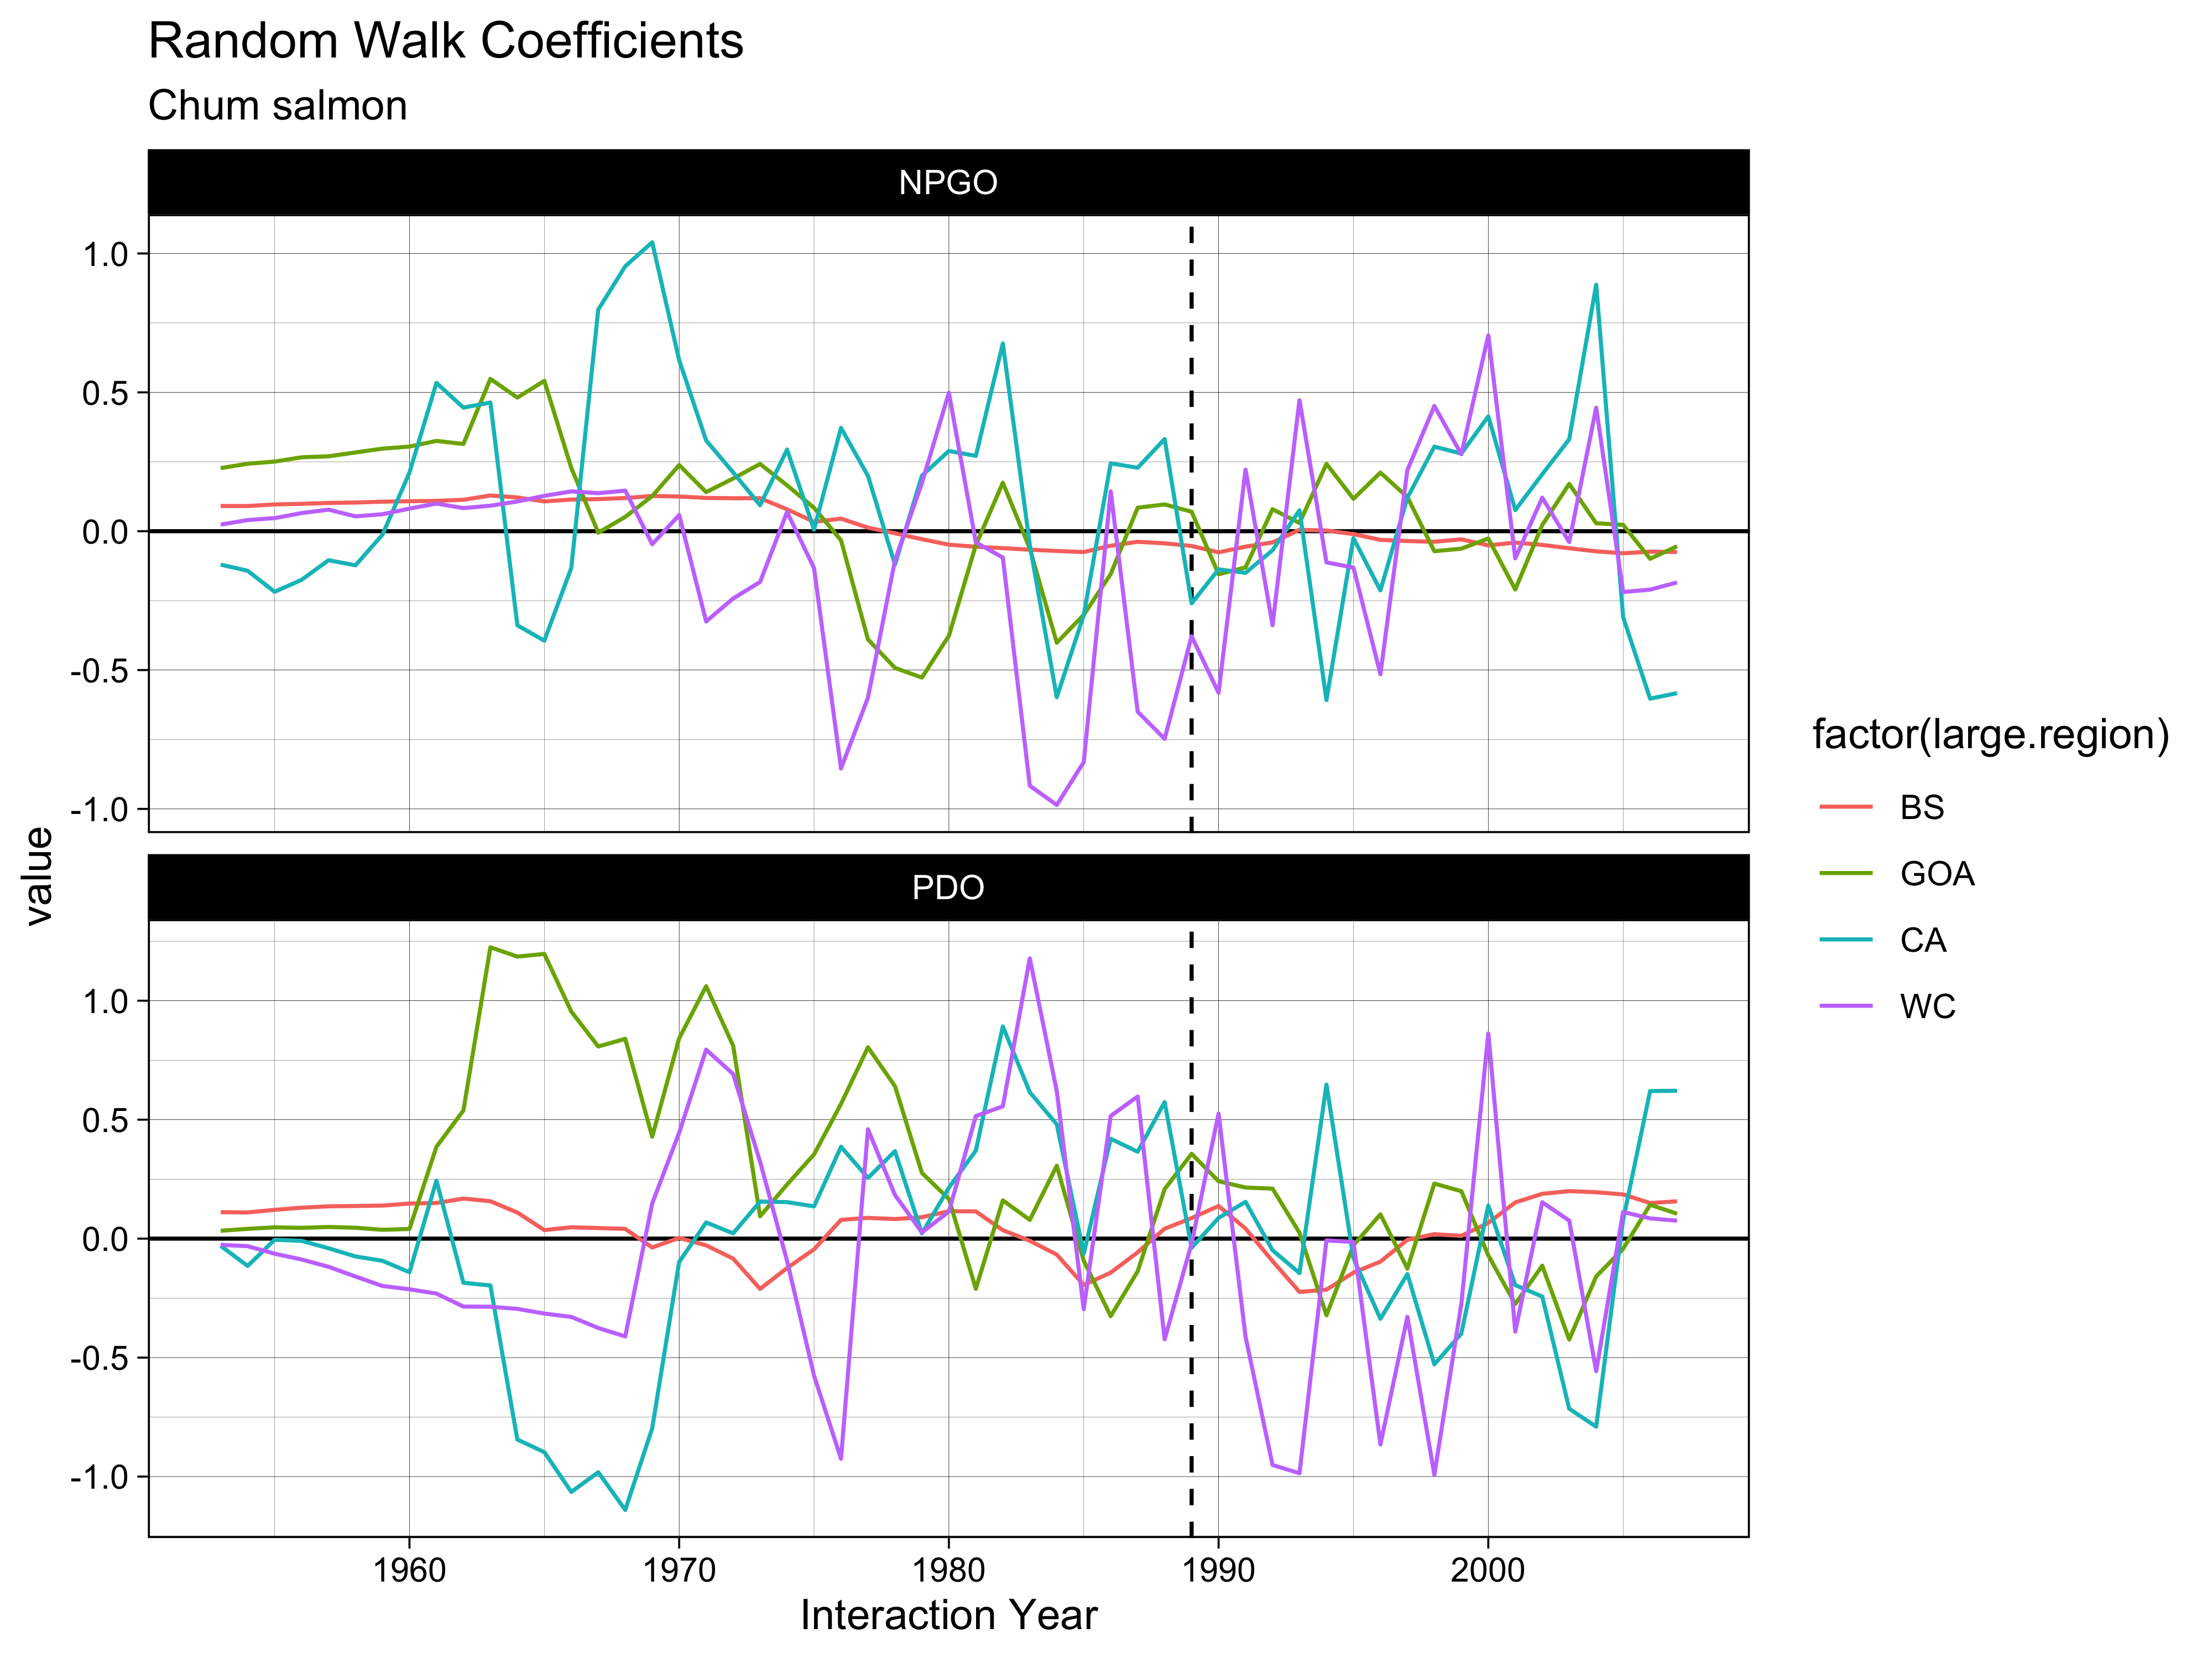 Random Walk Coefficients
Chum salmon
NPGO
1.0
0.5
0.0
-0.5
-1.0
value
PDO
1.0
0.5
0.0
-0.5
-1.0
1960 1970 1980 1990 2000
Interaction Year
factor(large.region)
BS
GOA
CA
WC